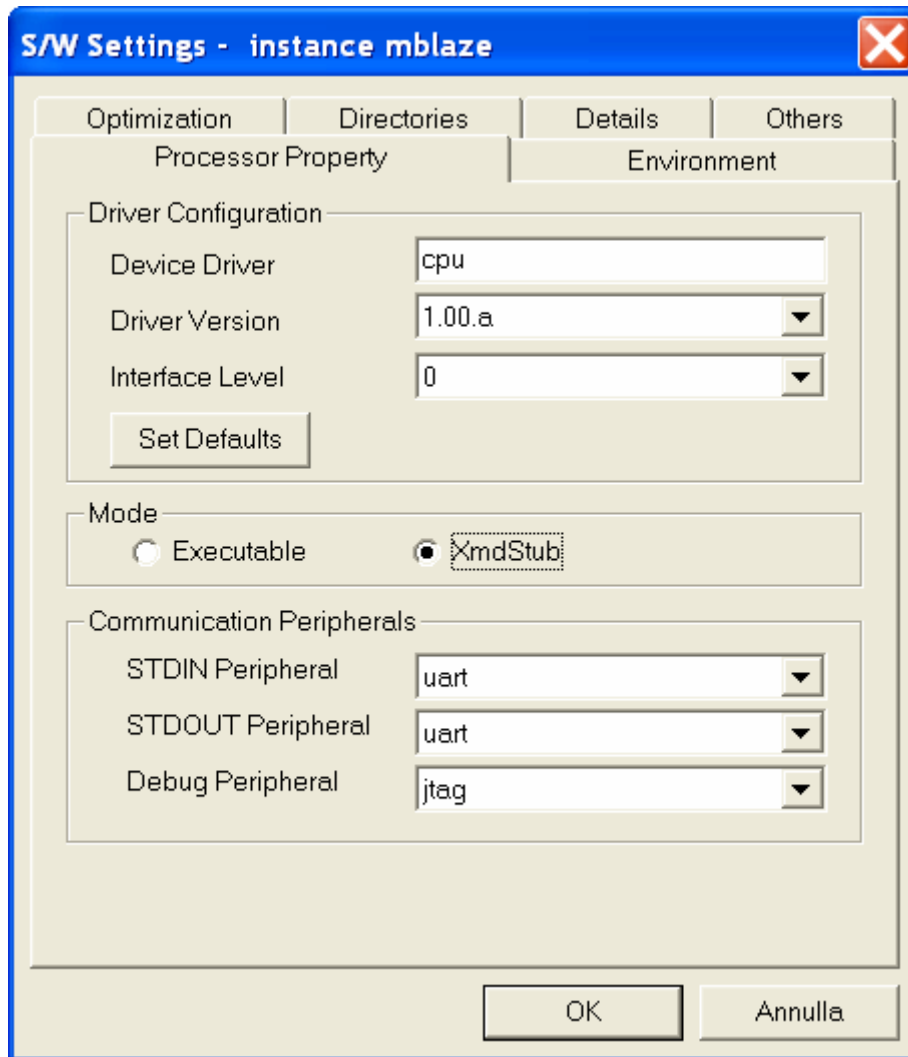 S/W Settings - instance mblaze
Optimization Directories Details Others
Processor Property Environment
Driver Configuration
Device Driver cpu
Driver Version 1.00.a
Interface Level 0
Set Defaults
Mode
Executable XmdStub
Communication Peripherals
STDIN Peripheral uart
STDOUT Peripheral uart
Debug Peripheral jtag
OK Annulla